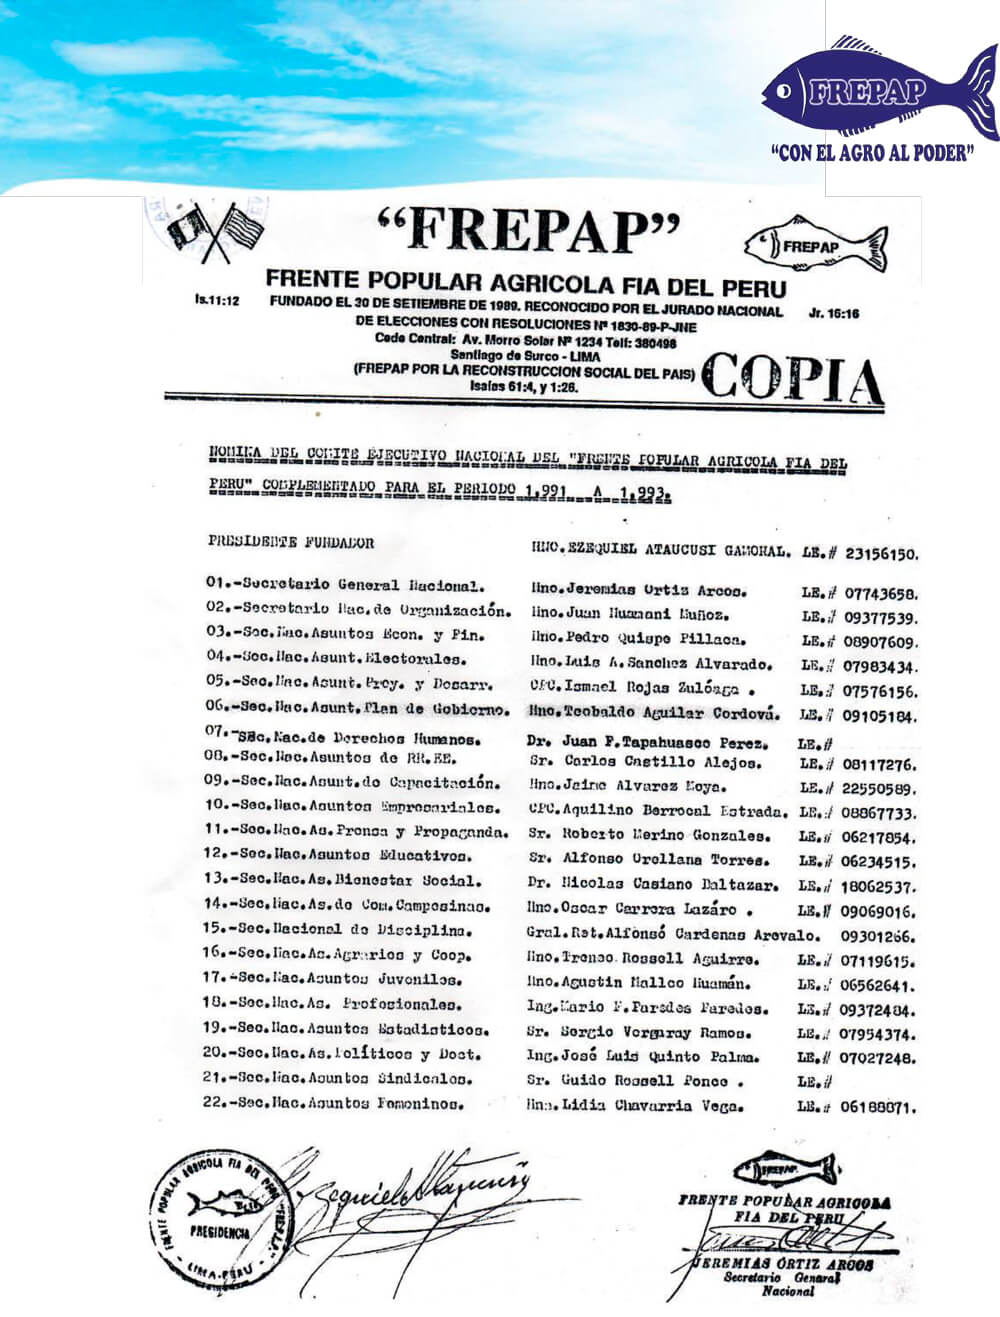 FREPAP
“CON EL AGRO AL PODER”
“FREPAP”
FREPAP
FRENTE POPULAR AGRICOLA FIA DEL PERU
Is.11:12
FUNDADO EL 30 DE SETIEMBRE DE 1989. RECONOCIDO POR EL JURADO NACIONAL
Jr. 16:16
DE ELECCIONES CON RESOLUCIONES Nº 1830-89-P-JNE
Cede Central: Av. Morro Solar Nº 1234 Telf: 380498
Santiago de Surco - LIMA
(FREPAP POR LA RECONSTRUCCION SOCIAL DEL PAIS)
COPIA
Isaías 61:4, y 1:26.
NOMINA DEL COMITE EJECUTIVO NACIONAL DEL "FRENTE POPULAR AGRICOLA FIA DEL
PERU" COMPLEMENTADO PARA EL PERIODO 1,991 A 1,993.
PRESIDENTE FUNDADOR HNO.EZEQUIEL ATAUCUSI GAMONAL. LE.# 23156150.
01.-Secretario General Nacional. Hno.Jeremias Ortiz Arcos. LE.# 07743658.
02.-Secretario Nac.de Organización. Hno.Juan Huamani Muñoz. LE.# 09377539.
03.-Sec.Nac.Asuntos Econ. y Fin. Hno.Pedro Quispe Pillaca. LE.# 08907609.
04.-Sec.Nac.Asunt.Electorales. Hno.Luis A.Sanchez Alvarado. LE.# 07983434.
05.-Sec.Nac.Asunt.Proy. y Desarr. CPC.Ismael Rojas Zulóaga . LE.# 07576156.
06.-Sec.Nac.Asunt.Plan de Gobierno. Hno.Teobaldo Aguilar Cordová. LE.# 09105184.
07.-Sec.Nac.de Derechos Humanos. Dr. Juan F.Tapahuasco Perez. LE.#
08.-Sec.Nac.Asuntos de RR.EE. Sr. Carlos Castillo Alejos. LE.# 08117276.
09.-Sec.Nac.Asunt.de Capacitación. Hno.Jaime Alvarez Moya. LE.# 22550589.
10.-Sec.Nac.Asuntos Empresariales. CPC.Aquilino Berrocal Estrada. LE.# 08867733.
11.-Sec.Nac.As.Prensa y Propaganda. Sr. Roberto Merino Gonzales. LE.# 06217854.
12.-Sec.Nac.Asuntos Educativos. Sr. Alfonso Orellana Torres. LE.# 06234515.
13.-Sec.Nac.As.Bienestar Social. Dr. Nicolas Casiano Baltazar. LE.# 18062537.
14.-Sec.Nac.As.de Com.Campesinas. Hno.Oscar Carrera Lazáro . LE.# 09069016.
15.-Sec.Nacional de Disciplina. Gral.Ret.Alfonsó Cardenas Arevalo. 09301266.
16.-Sec.Nac.As.Agrarios y Coop. Hno.Treneo Rossell Aguirre. LE.# 07119615.
17.-Sec.Nac.Asuntos Juveniles. Hno.Agustin Mallco Huamán. LE.# 06562641.
18.-Sec.Nac.As. Profesionales. Ing.Mario F.Paredes Paredes. LE.# 09372484.
19.-Sec.Nac.Asuntos Estadisticos. Sr. Sergio Vergaray Ramos. LE.# 07954374.
20.-Sec.Nac.As.Políticos y Doct. Ing.José Luis Quinto Palma. LE.# 07027248.
21.-Sec.Nac.Asuntos Sindicales. Sr. Guido Rossell Ponce . LE.#
22.-Sec.Nac.Asuntos Femeninos. Hna.Lidia Chavarria Vega. LE.# 06188871.
FRENTE POPULAR AGRICOLA FIA DEL PERU
PRESIDENCIA
LIMA-PERU
Ezequiel Ataucusi
FREPAP
FRENTE POPULAR AGRICOLA
FIA DEL PERU
JEREMIAS ORTIZ ARCOS
Secretario General
Nacional